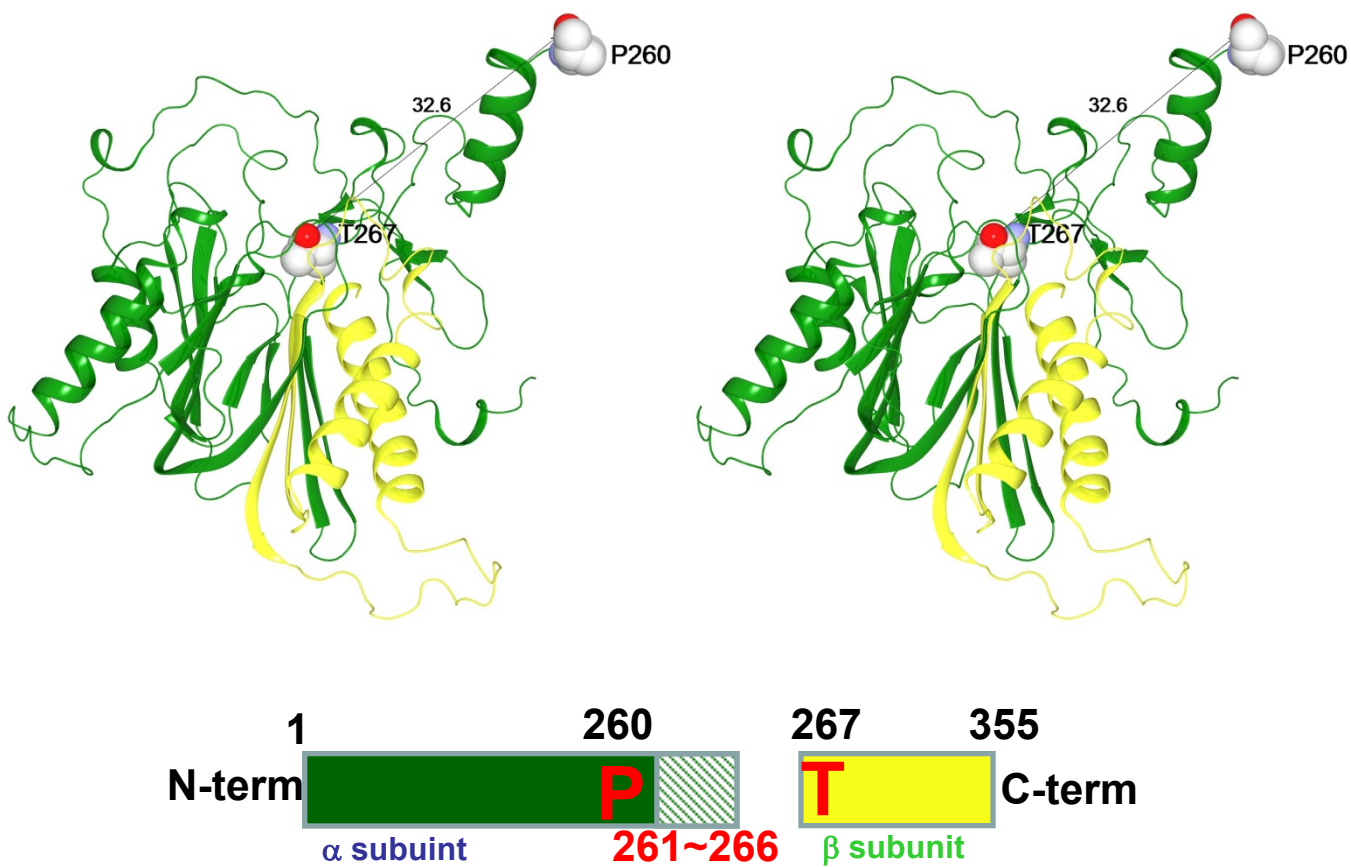 P260
P260
32.6
32.6
T267
T267
1
260
267
355
N-term
P
T
C-term
α subuint
261~266
β subunit